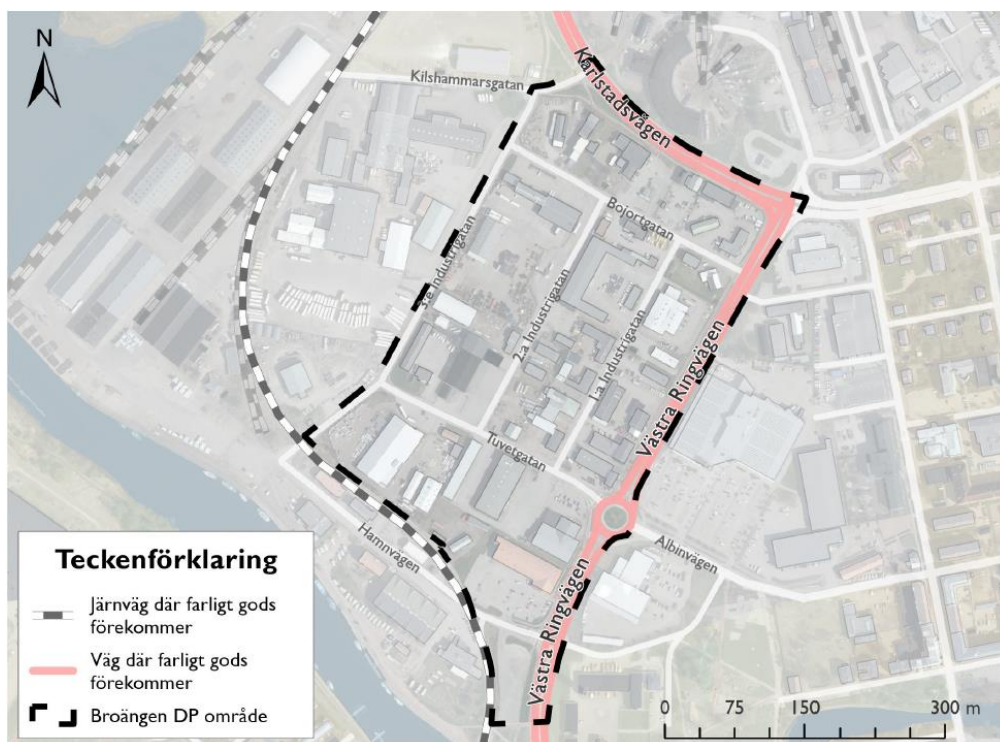 N
Kilshammarsgatan
Karlstadsvägen
Bojortgatan
3:e Industrigatan
2:a Industrigatan
1:a Industrigatan
Västra Ringvägen
Tuvetgatan
Hamnvägen
Albinvägen
Västra Ringvägen
Teckenförklaring
Järnväg där farligt gods
förekommer
Väg där farligt gods
förekommer
Broängen DP område
0 75 150 300 m